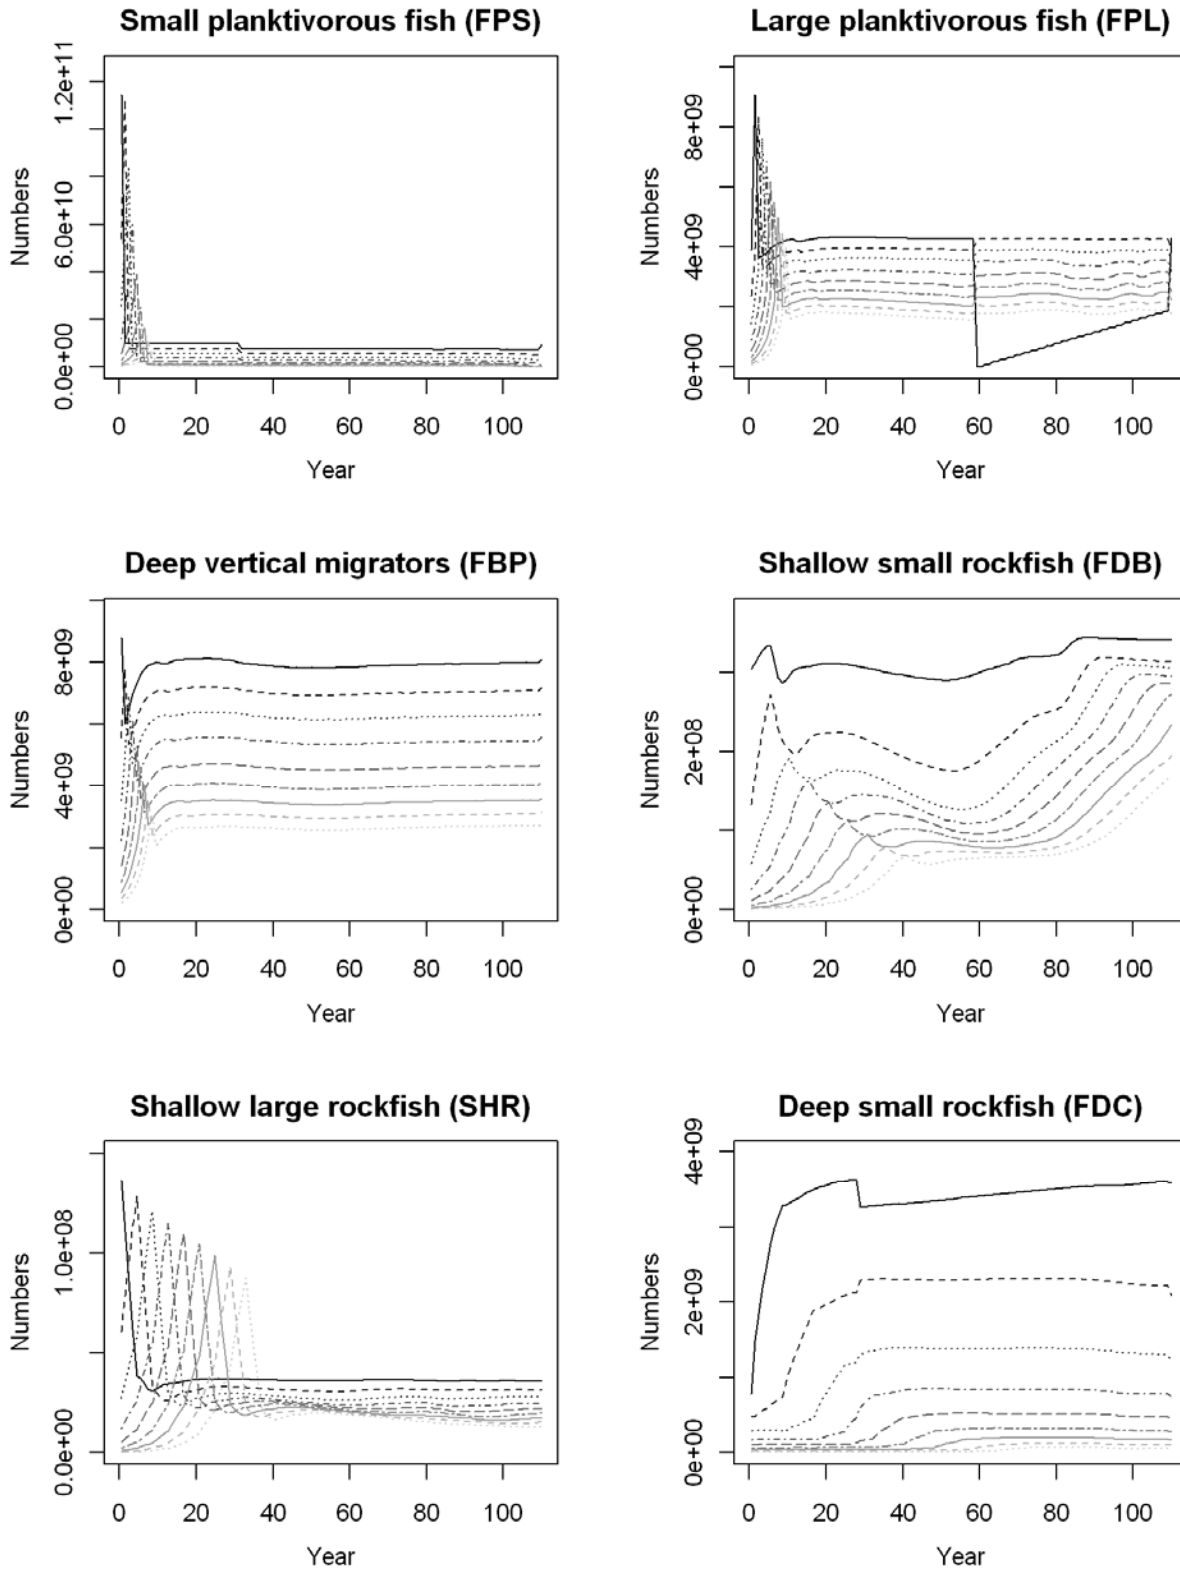 Small planktivorous fish (FPS)
Numbers
0.0e+00 6.0e+10 1.2e+11
0 20 40 60 80 100
Year
Large planktivorous fish (FPL)
Numbers
0e+00 4e+09 8e+09
0 20 40 60 80 100
Year
Deep vertical migrators (FBP)
Numbers
0e+00 4e+09 8e+09
0 20 40 60 80 100
Year
Shallow small rockfish (FDB)
Numbers
0e+00 2e+08
0 20 40 60 80 100
Year
Shallow large rockfish (SHR)
Numbers
0.0e+00 1.0e+08
0 20 40 60 80 100
Year
Deep small rockfish (FDC)
Numbers
0e+00 2e+09 4e+09
0 20 40 60 80 100
Year